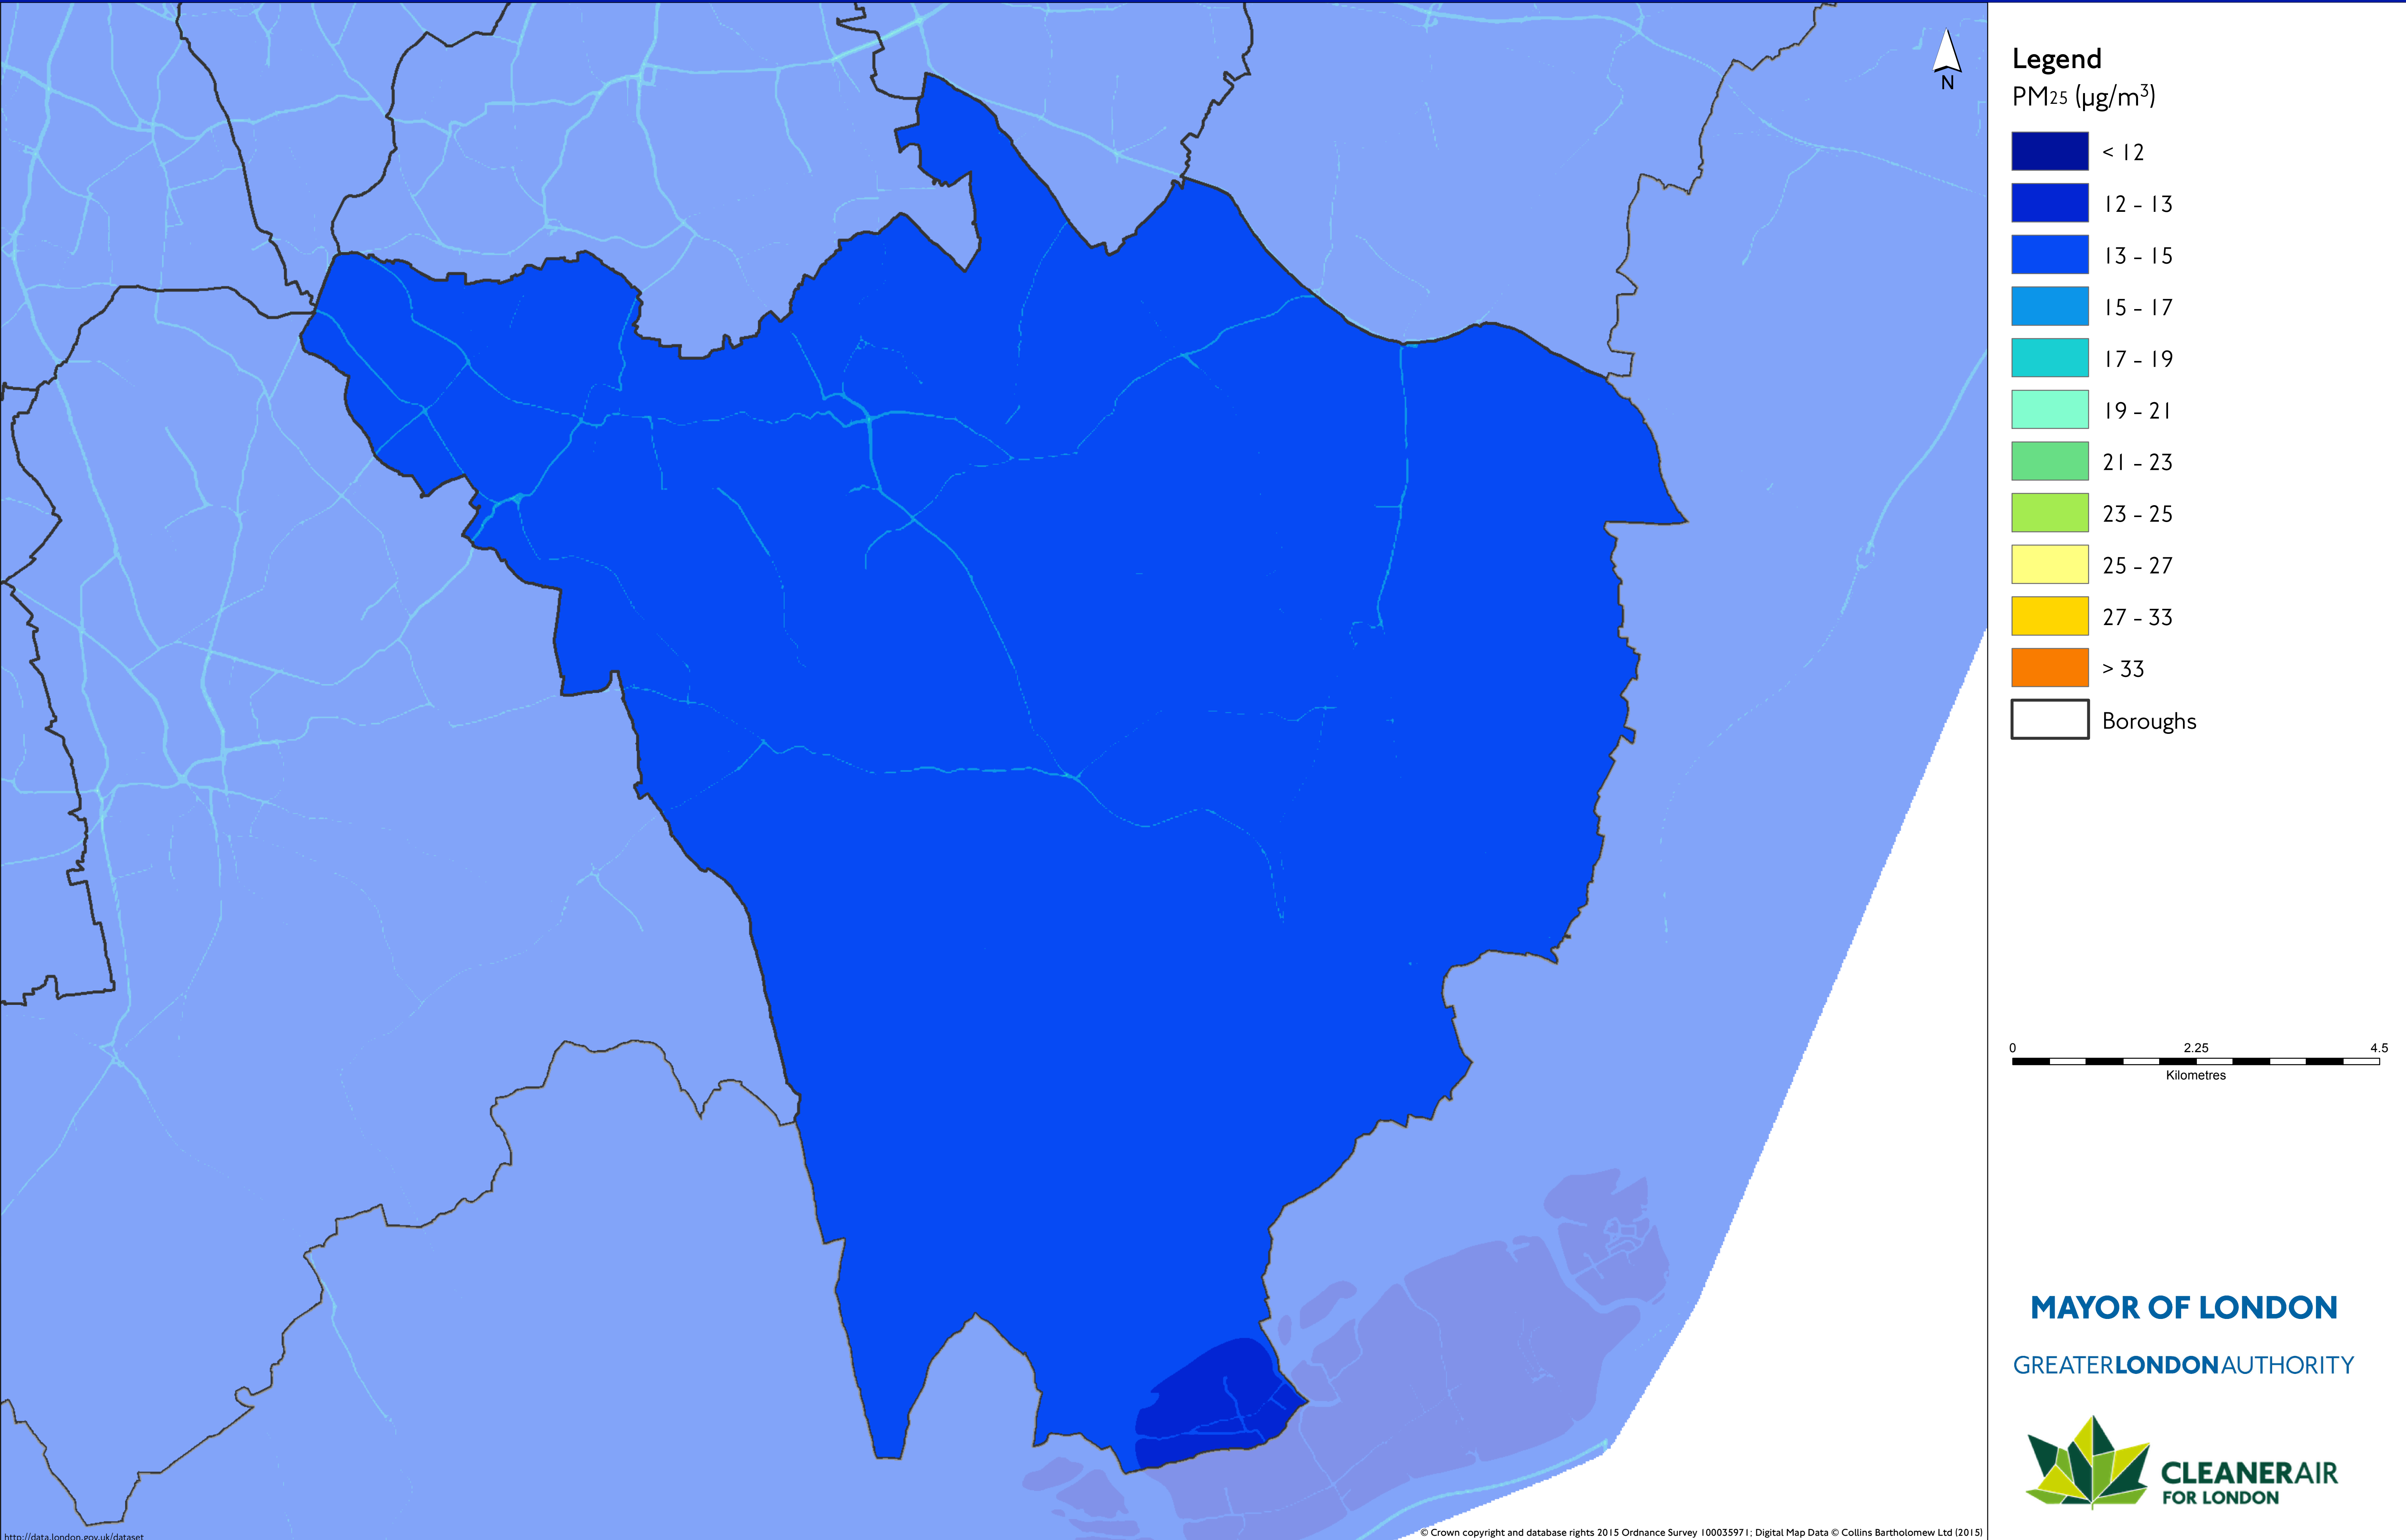 N
Legend
PM25 (µg/m³)
< 12
12 - 13
13 - 15
15 - 17
17 - 19
19 - 21
21 - 23
23 - 25
25 - 27
27 - 33
> 33
Boroughs
0 2.25 4.5
Kilometres
MAYOR OF LONDON
GREATERLONDONAUTHORITY
CLEANERAIR
FOR LONDON
http://data.london.gov.uk/dataset
© Crown copyright and database rights 2015 Ordnance Survey 100035971; Digital Map Data © Collins Bartholomew Ltd (2015)